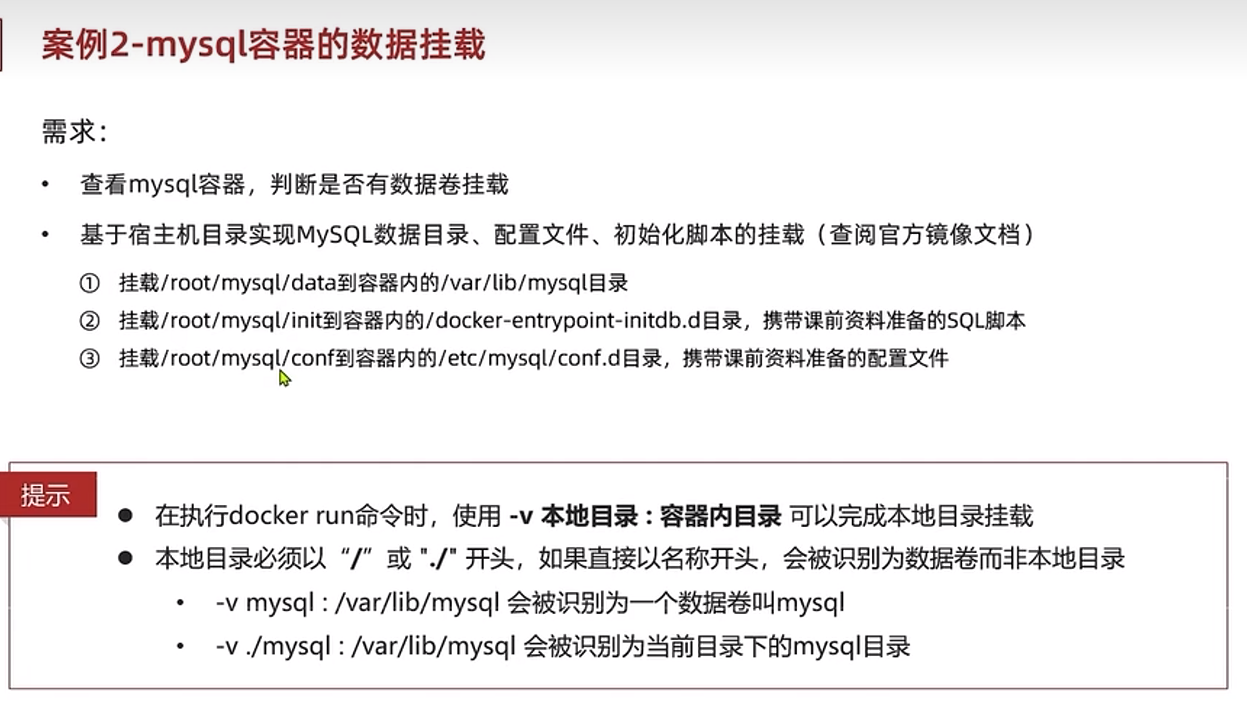 案例2-mysql容器的数据挂载
需求：
• 查看mysql容器，判断是否有数据卷挂载
• 基于宿主机目录实现MySQL数据目录、配置文件、初始化脚本的挂载（查阅官方镜像文档）
① 挂载/root/mysql/data到容器内的/var/lib/mysql目录
② 挂载/root/mysql/init到容器内的/docker-entrypoint-initdb.d目录，携带课前资料准备的SQL脚本
③ 挂载/root/mysql/conf到容器内的/etc/mysql/conf.d目录，携带课前资料准备的配置文件
提示
● 在执行docker run命令时，使用 -v 本地目录 : 容器内目录 可以完成本地目录挂载
● 本地目录必须以“/”或 "./" 开头，如果直接以名称开头，会被识别为数据卷而非本地目录
• -v mysql : /var/lib/mysql 会被识别为一个数据卷叫mysql
• -v ./mysql : /var/lib/mysql 会被识别为当前目录下的mysql目录